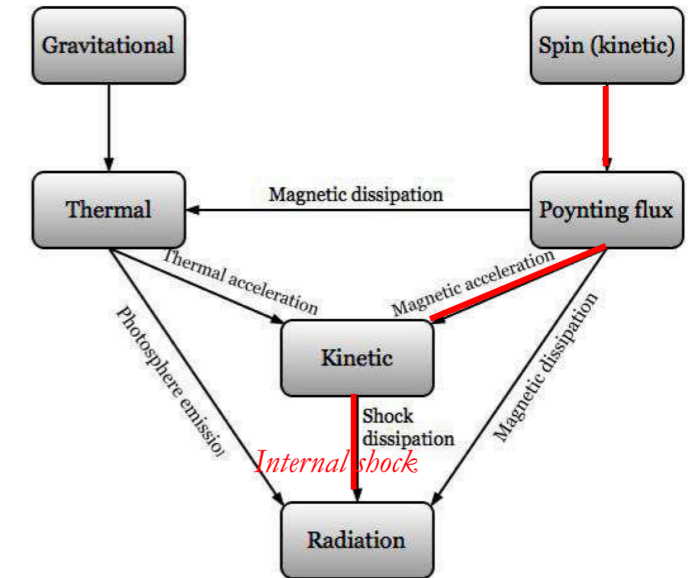 Gravitational
Spin (kinetic)
Magnetic dissipation
Thermal
Poynting flux
Thermal acceleration
Magnetic acceleration
Photosphere emission
Magnetic dissipation
Kinetic
Shock
dissipation
Internal shock
Radiation